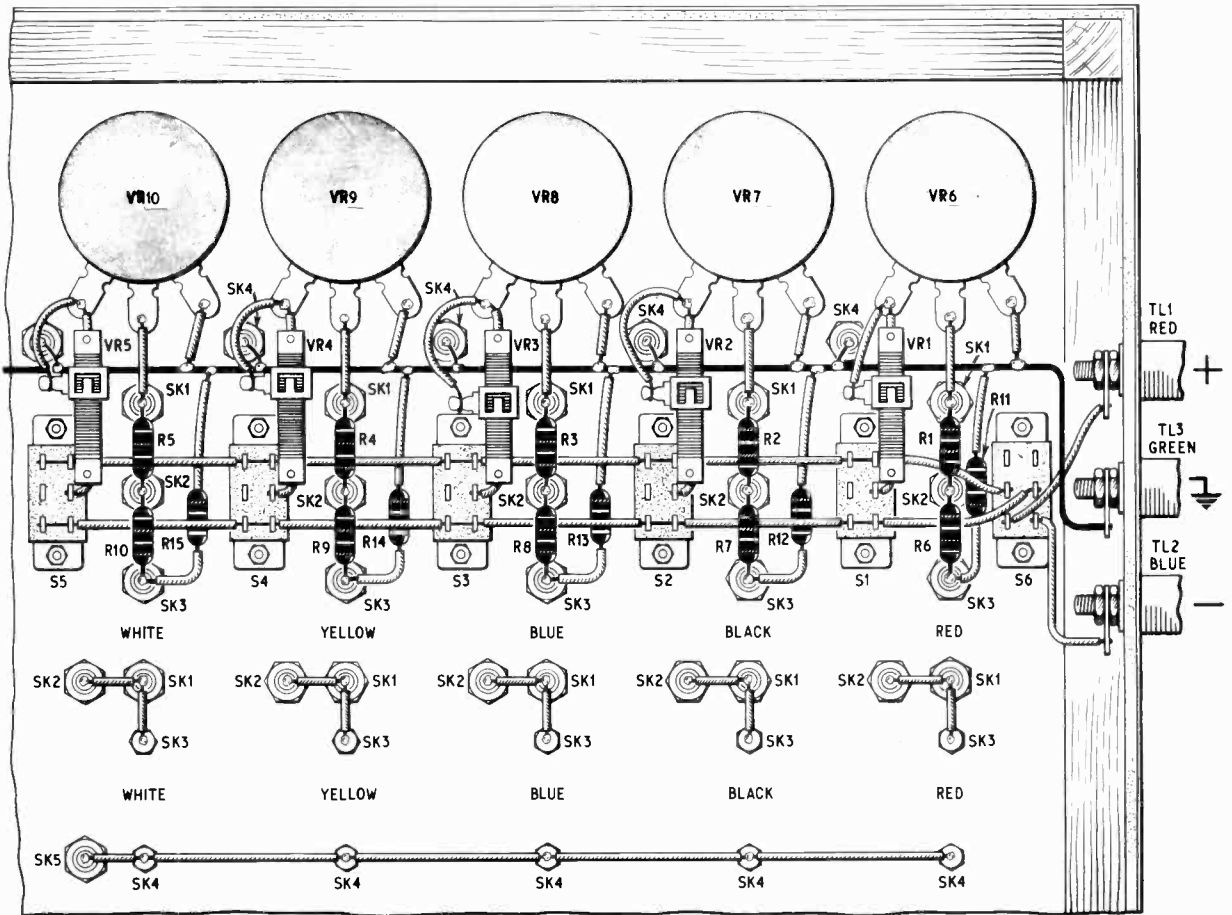 VR10 VR9 VR8 VR7 VR6
SK4 SK4 SK4 SK4
TL1
RED
VR5 VR4 VR3 VR2 VR1 SK1
+
SK1 SK1 SK1 SK1 R11
R5 R4 R3 R2 R1
TL3
GREEN
SK2 SK2 SK2 SK2 SK2
R10 R15 R9 R14 R8 R13 R7 R12 R6
TL2
BLUE
S5 S4 S3 S2 S1 S6
SK3 SK3 SK3 SK3 SK3
−
WHITE YELLOW BLUE BLACK RED
SK2 SK1 SK2 SK1 SK2 SK1 SK2 SK1 SK2 SK1
SK3 SK3 SK3 SK3 SK3
WHITE YELLOW BLUE BLACK RED
SK5
SK4 SK4 SK4 SK4 SK4